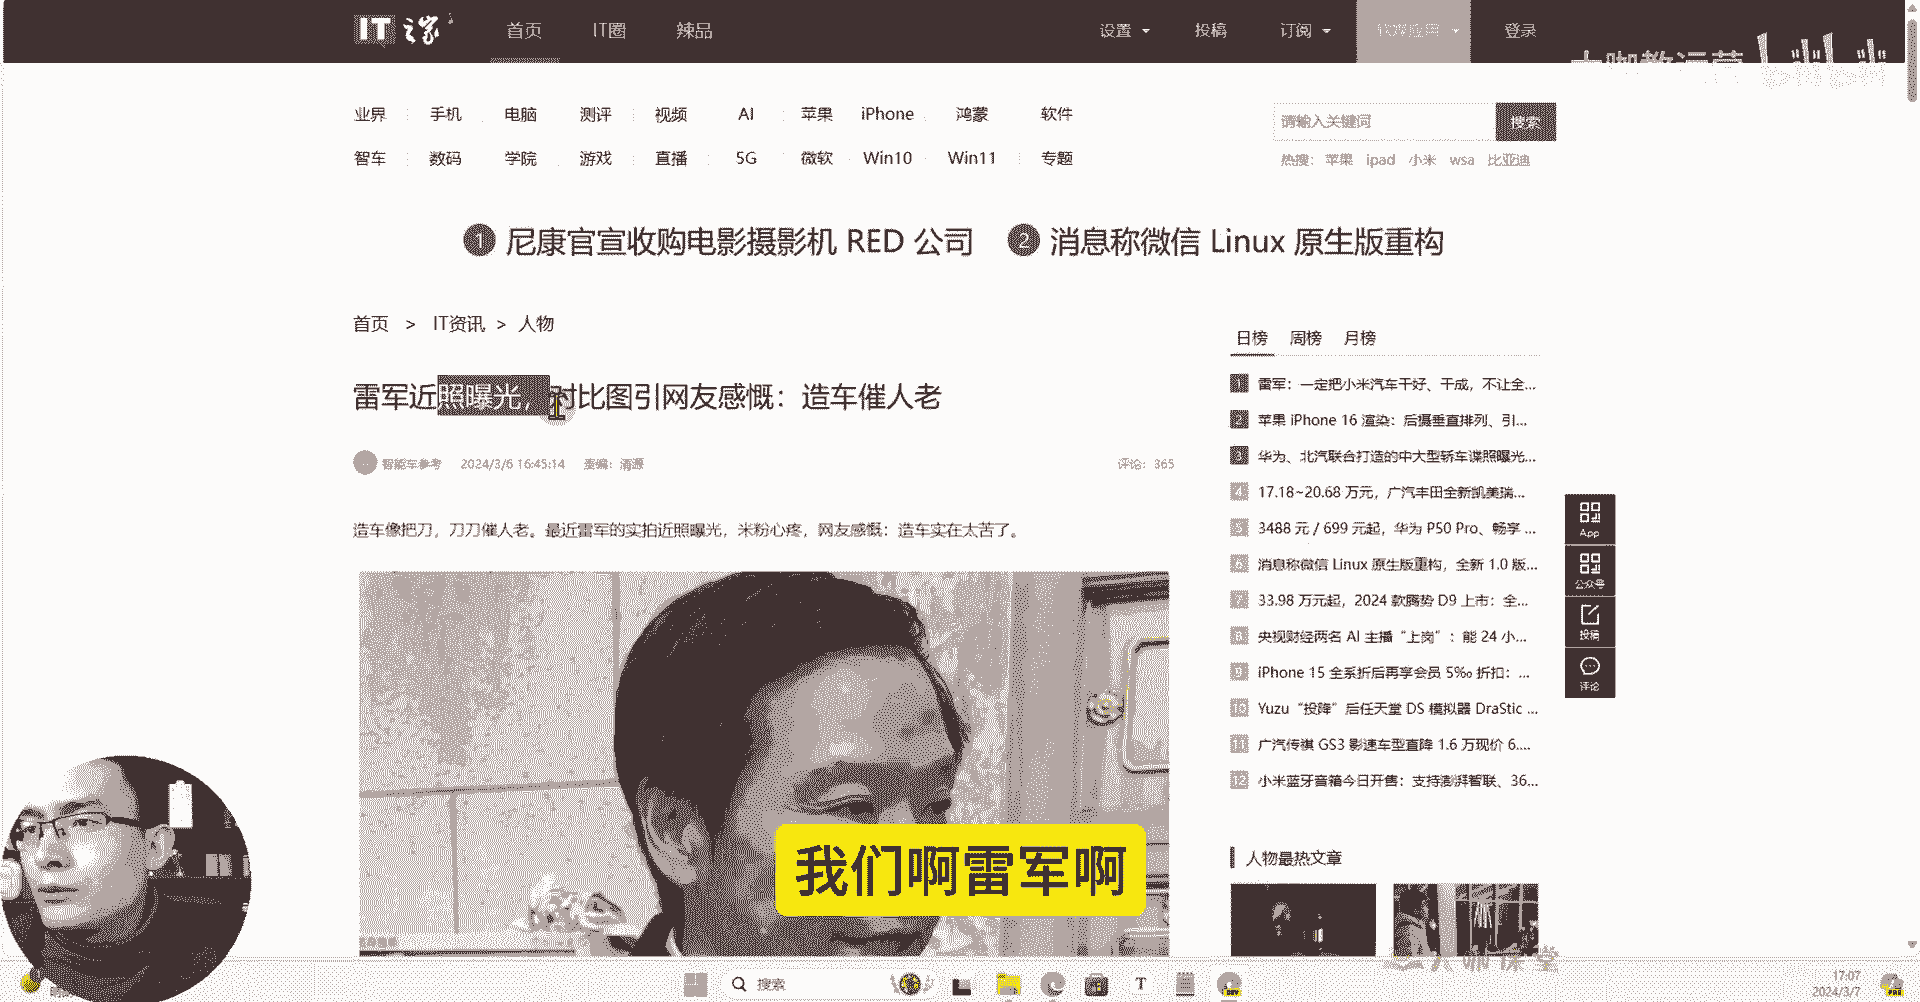 IT之家 首页 IT圈 辣品 设置 投稿 订阅 登录
业界 手机 电脑 测评 视频 AI 苹果 iPhone 鸿蒙 软件
请输入关键词 搜索
智车 数码 学院 游戏 直播 5G 微软 Win10 Win11 专题
热搜： 苹果 ipad 小米 wsa 比亚迪
1 尼康官宣收购电影摄影机 RED 公司 2 消息称微信 Linux 原生版重构
首页 > IT资讯 > 人物
雷军近照曝光，对比图引网友感慨：造车催人老
智能车参考 2024/3/6 16:45:14 责编：清源 评论：365
造车像把刀，刀刀催人老。最近雷军的实拍近照曝光，米粉心疼，网友感慨：造车实在太苦了。
日榜 周榜 月榜
1 雷军：一定把小米汽车干好、干成，不让全...
2 苹果 iPhone 16 渲染：后摄垂直排列、引...
3 华为、北汽联合打造的中大型轿车谍照曝光...
4 17.18~20.68 万元，广汽丰田全新凯美瑞...
5 3488 元 / 699 元起，华为 P50 Pro、畅享 ...
6 消息称微信 Linux 原生版重构，全新 1.0 版...
7 33.98 万元起，2024 款腾势 D9 上市：全...
8 央视财经两名 AI 主播“上岗”：能 24 小...
9 iPhone 15 全系折后再享会员 5‰ 折扣：...
10 Yuzu“投降”后任天堂 DS 模拟器 DraStic ...
11 广汽传祺 GS3 影速车型直降 1.6 万现价 6....
12 小米蓝牙音箱今日开售：支持澎湃智联、36...
人物最热文章
App
公众号
投稿
评论
我们啊雷军啊
大咖课堂
搜索
17:07
2024/3/7